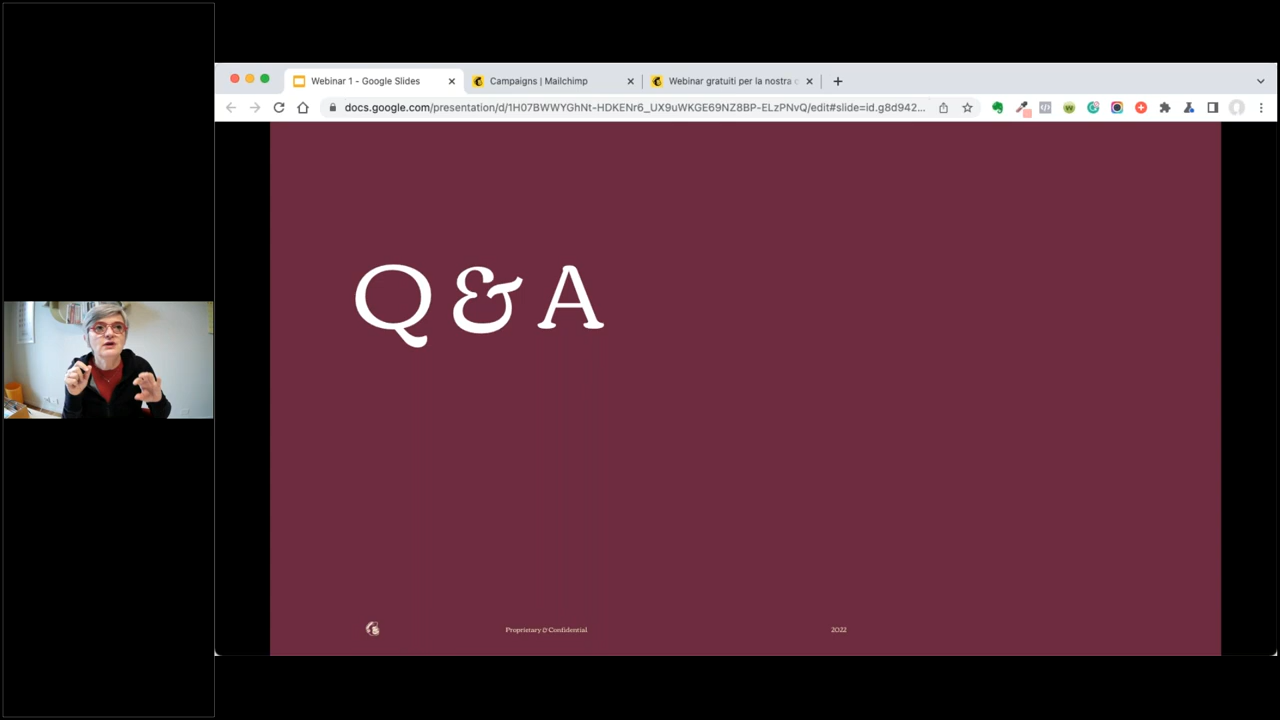 Webinar 1 - Google Slides
Campaigns | Mailchimp
Webinar gratuiti per la nostra c
docs.google.com/presentation/d/1H07BWWYGhNt-HDKENr6_UX9uWKGE69NZ8BP-ELzPNvQ/edit#slide=id.g8d942...
Q & A
Proprietary & Confidential
2022